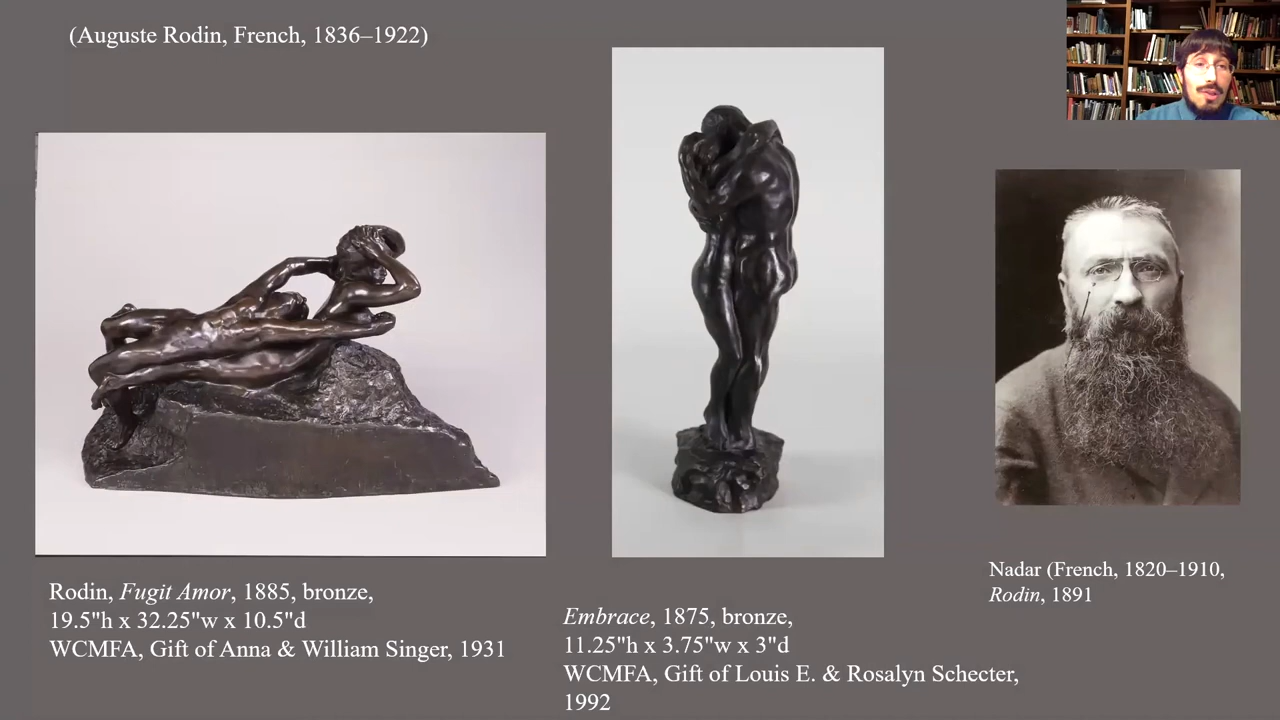 (Auguste Rodin, French, 1836–1922)
Rodin, Fugit Amor, 1885, bronze,
19.5"h x 32.25"w x 10.5"d
WCMFA, Gift of Anna & William Singer, 1931
Embrace, 1875, bronze,
11.25"h x 3.75"w x 3"d
WCMFA, Gift of Louis E. & Rosalyn Schecter,
1992
Nadar (French, 1820–1910,
Rodin, 1891